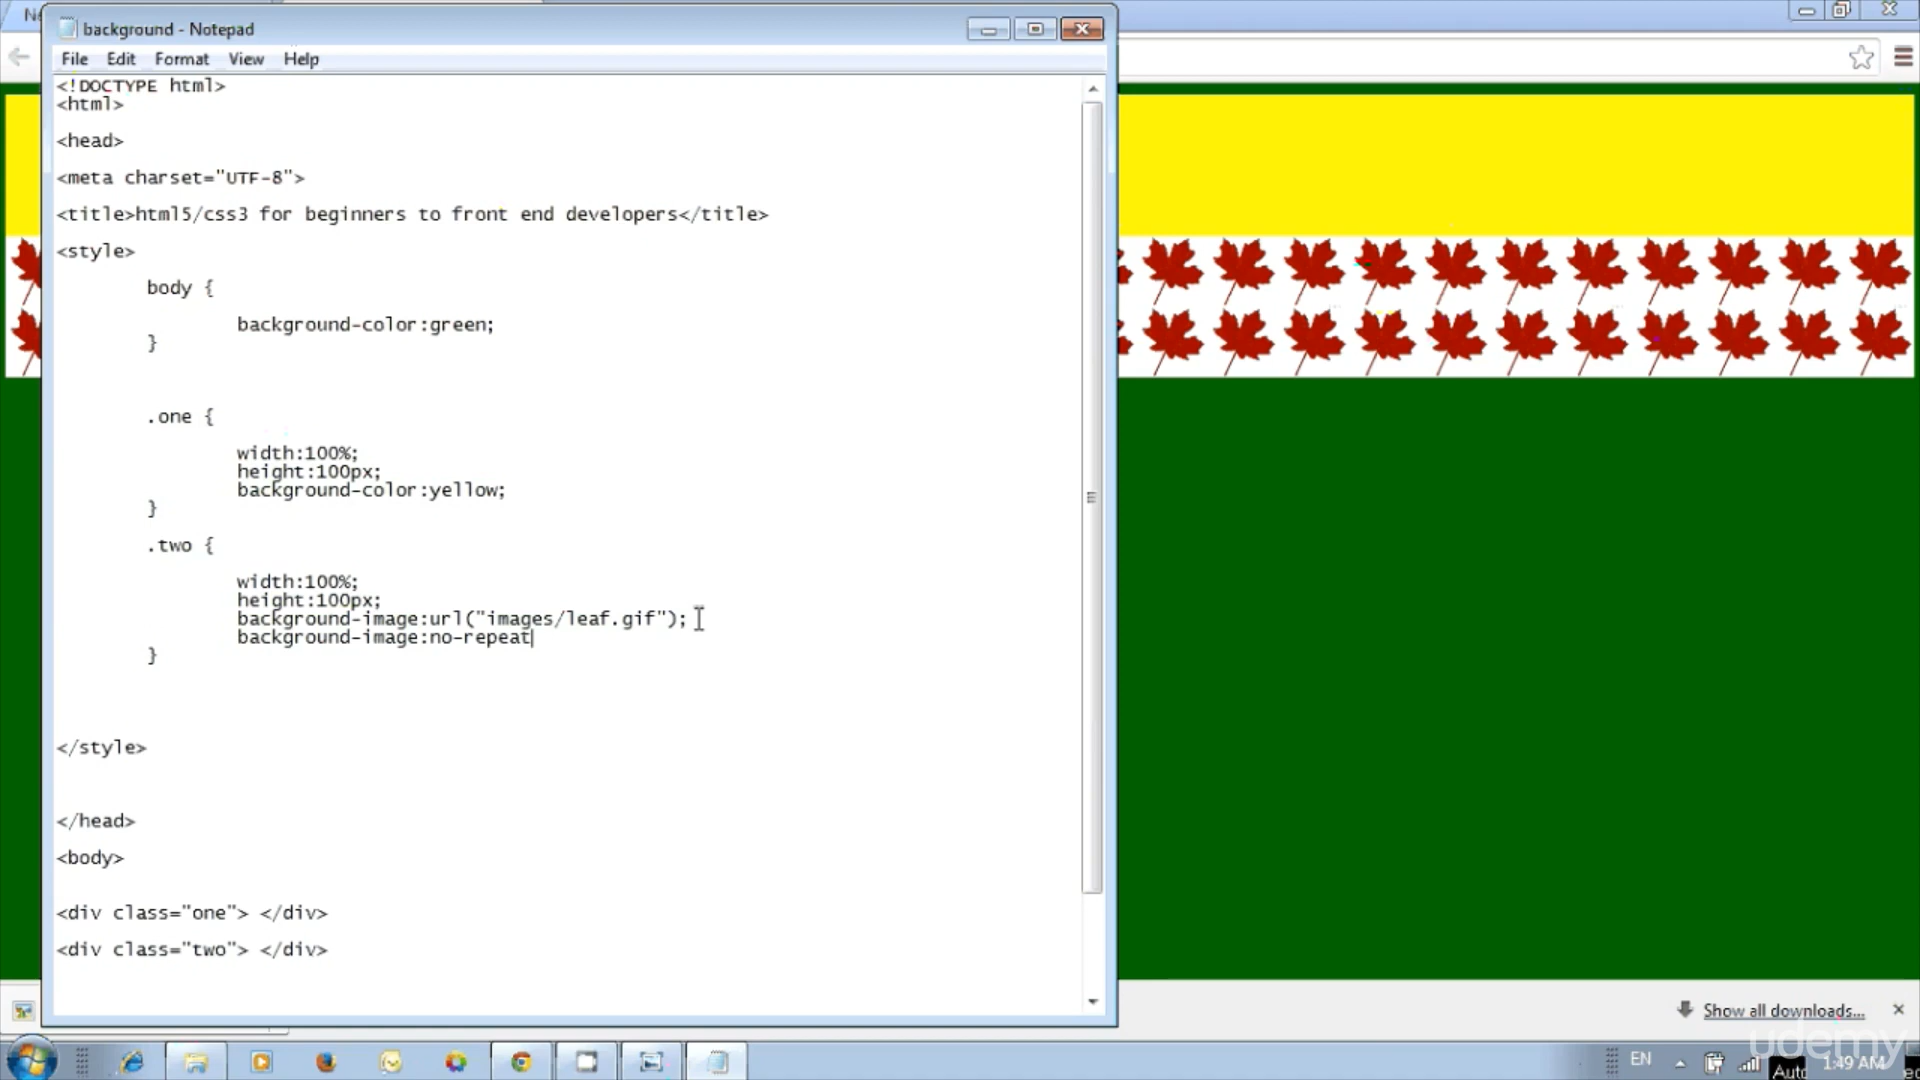 Ne
background - Notepad
File Edit Format View Help
<!DOCTYPE html>
<html>
<head>
<meta charset="UTF-8">
<title>html5/css3 for beginners to front end developers</title>
<style>
body {
background-color:green;
}
.one {
width:100%;
height:100px;
background-color:yellow;
}
.two {
width:100%;
height:100px;
background-image:url("images/leaf.gif");
background-image:no-repeat
}
</style>
</head>
<body>
<div class="one"> </div>
<div class="two"> </div>
Show all downloads...
udemy
EN
1:49 AM